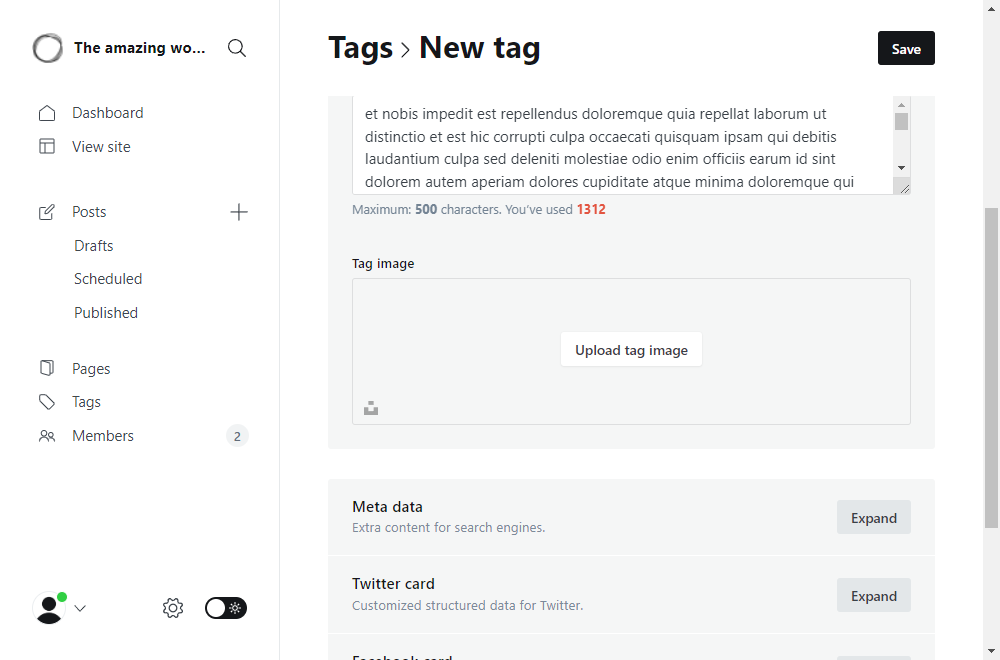 The amazing wo...
Dashboard
View site
Posts
Drafts
Scheduled
Published
Pages
Tags
Members
2
Tags > New tag
Save
et nobis impedit est repellendus doloremque quia repellat laborum ut
distinctio et est hic corrupti culpa occaecati quisquam ipsam qui debitis
laudantium culpa sed deleniti molestiae odio enim officiis earum id sint
dolorem autem aperiam dolores cupiditate atque minima doloremque qui
Maximum: 500 characters. You've used 1312
Tag image
Upload tag image
Meta data
Extra content for search engines.
Expand
Twitter card
Customized structured data for Twitter.
Expand
Facebook card